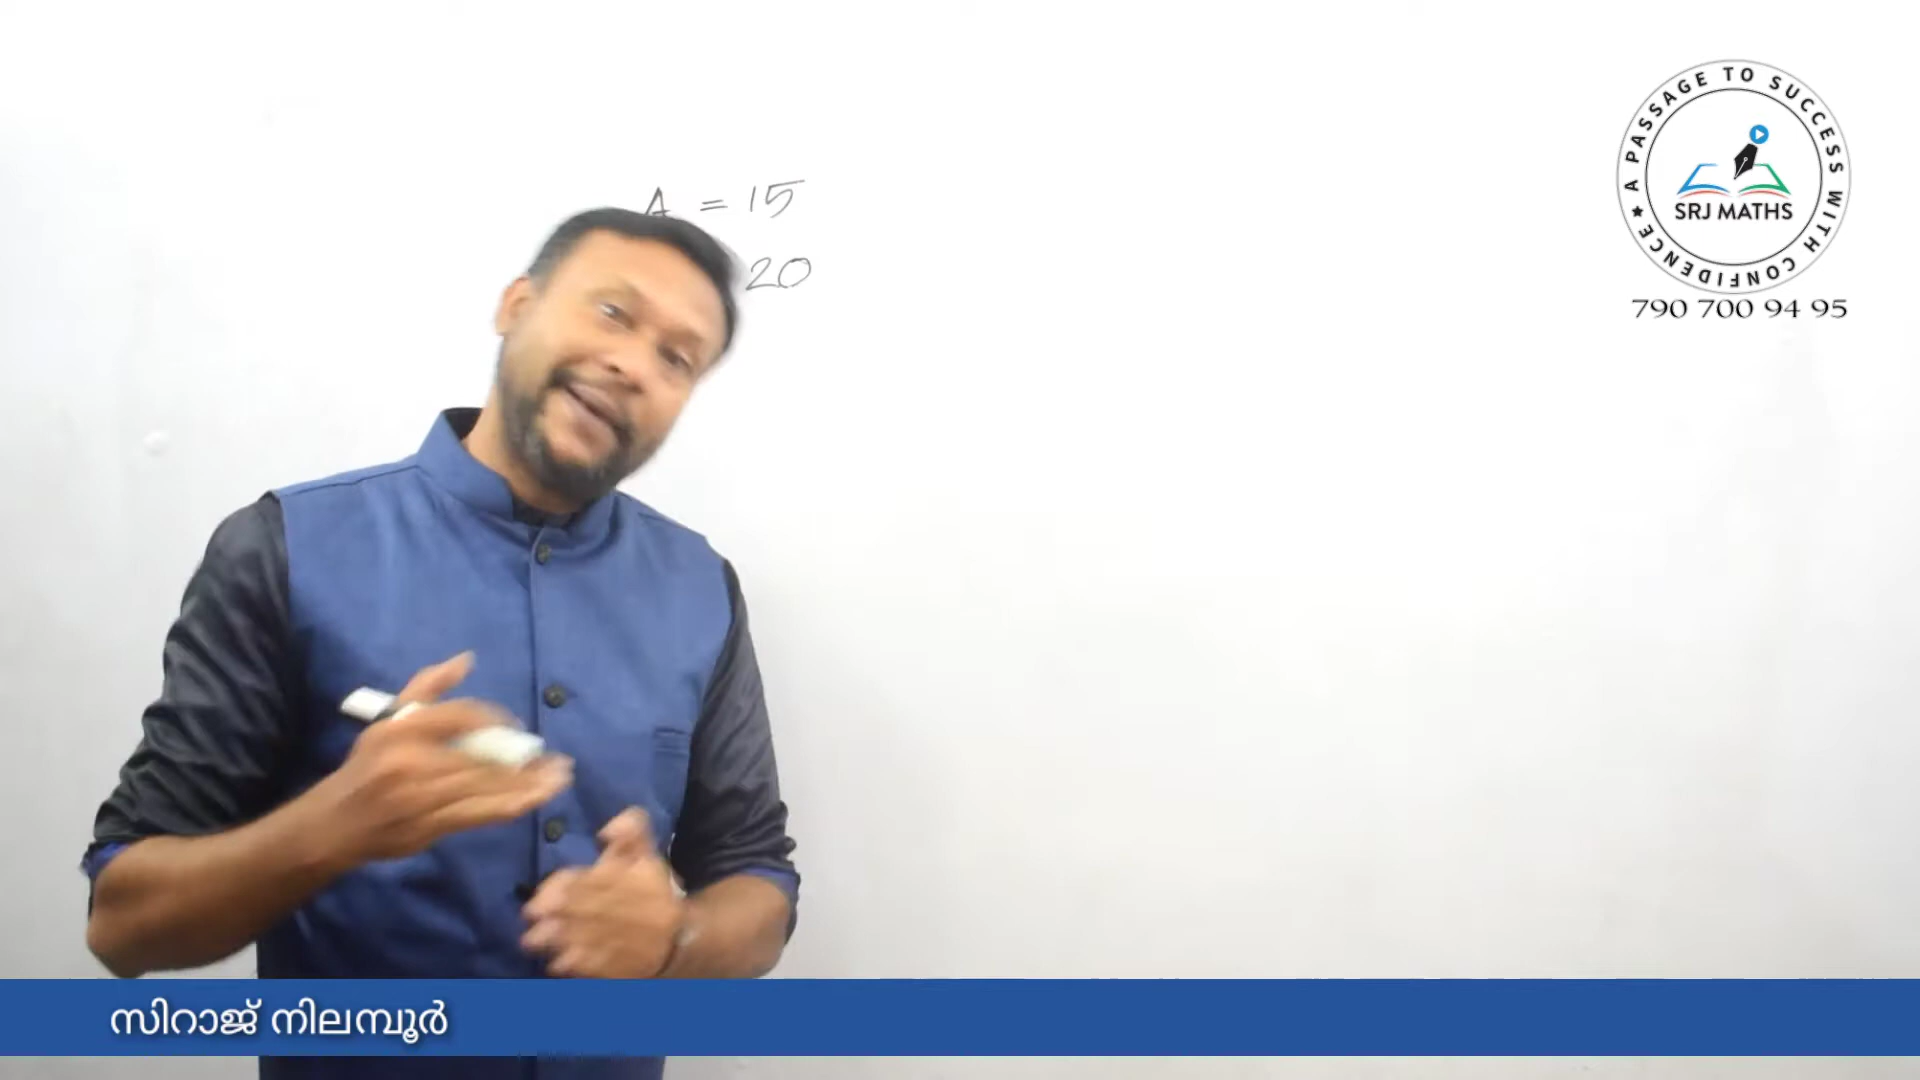 A = 15
20
A PASSAGE TO SUCCESS WITH CONFIDENCE
SRJ MATHS
790 700 94 95
സിറാജ് നിലമ്പൂർ